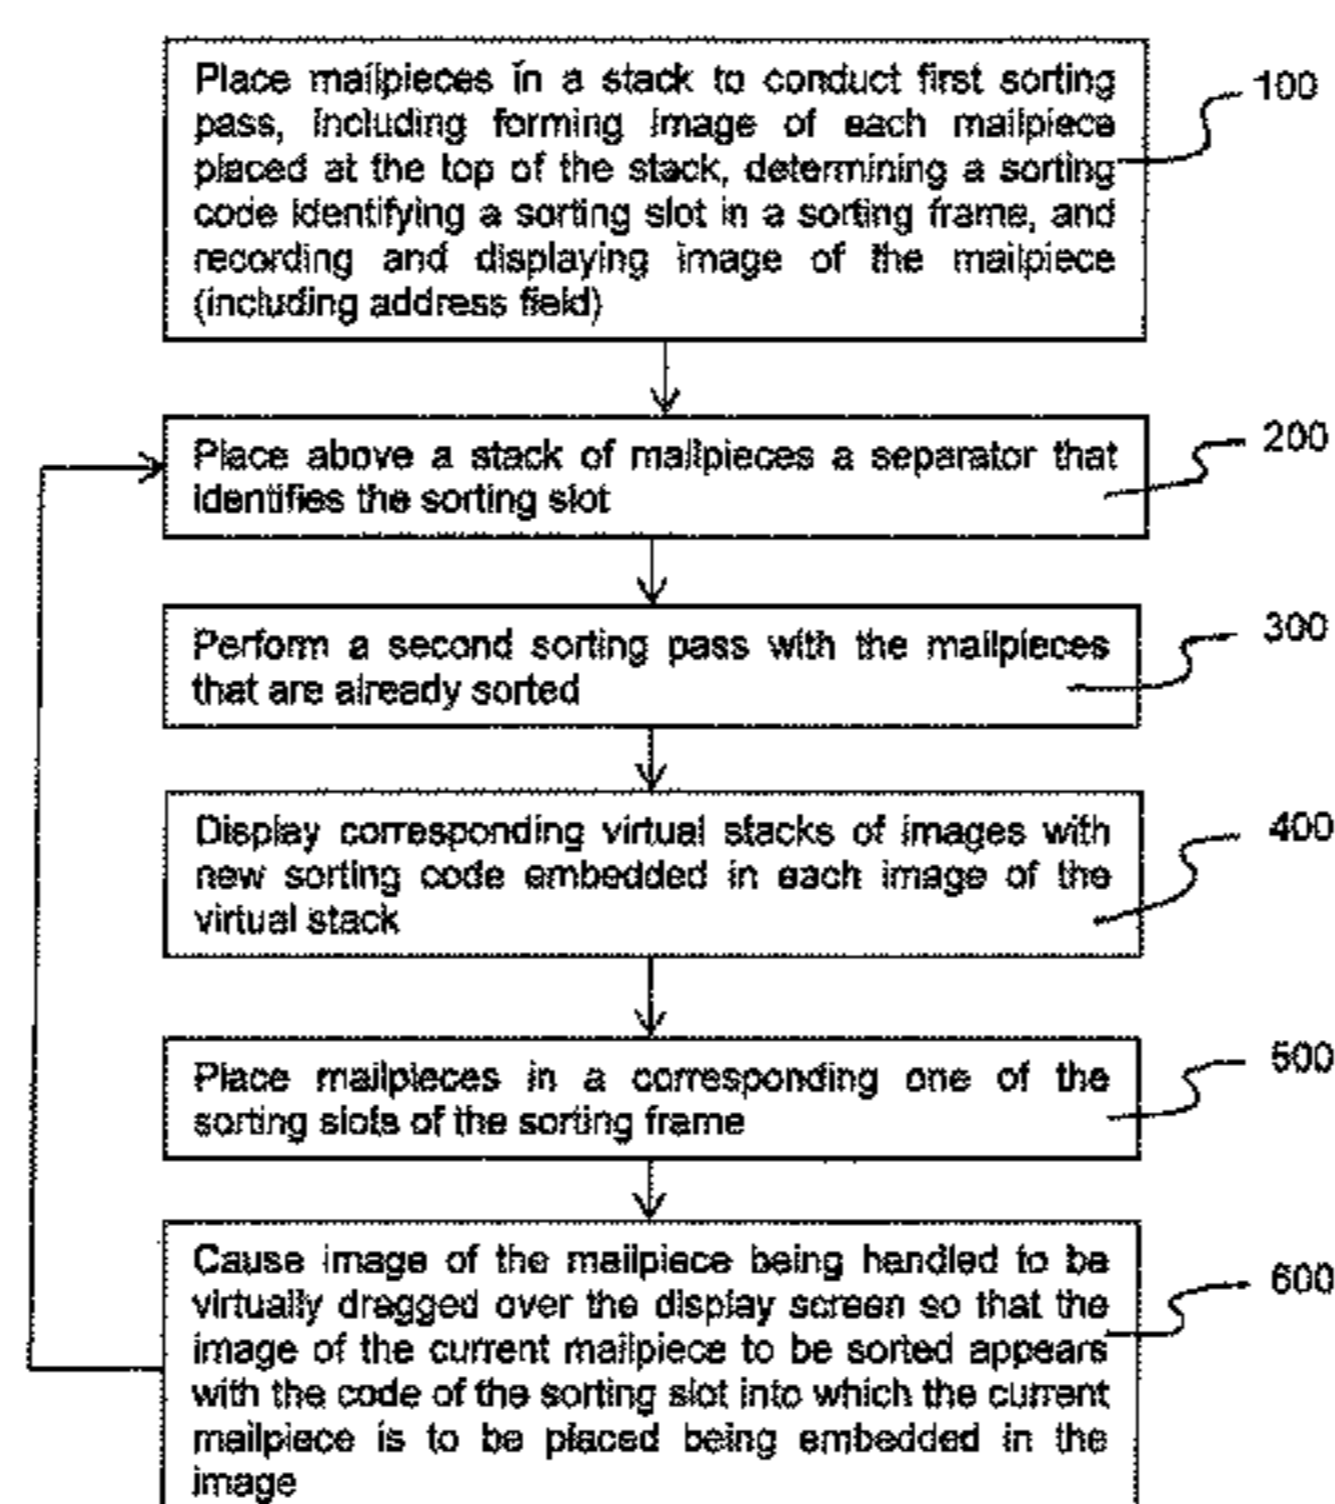 Place mailpieces in a stack to conduct first sorting
pass, including forming image of each mailpiece
placed at the top of the stack, determining a sorting
code identifying a sorting slot in a sorting frame, and
recording and displaying image of the mailpiece
(including address field)
100
Place above a stack of mailpieces a separator that
identifies the sorting slot
200
Perform a second sorting pass with the mailpieces
that are already sorted
300
Display corresponding virtual stacks of images with
new sorting code embedded in each image of the
virtual stack
400
Place mailpieces in a corresponding one of the
sorting slots of the sorting frame
500
Cause image of the mailpiece being handled to be
virtually dragged over the display screen so that the
image of the current mailpiece to be sorted appears
with the code of the sorting slot into which the current
mailpiece is to be placed being embedded in the
image
600